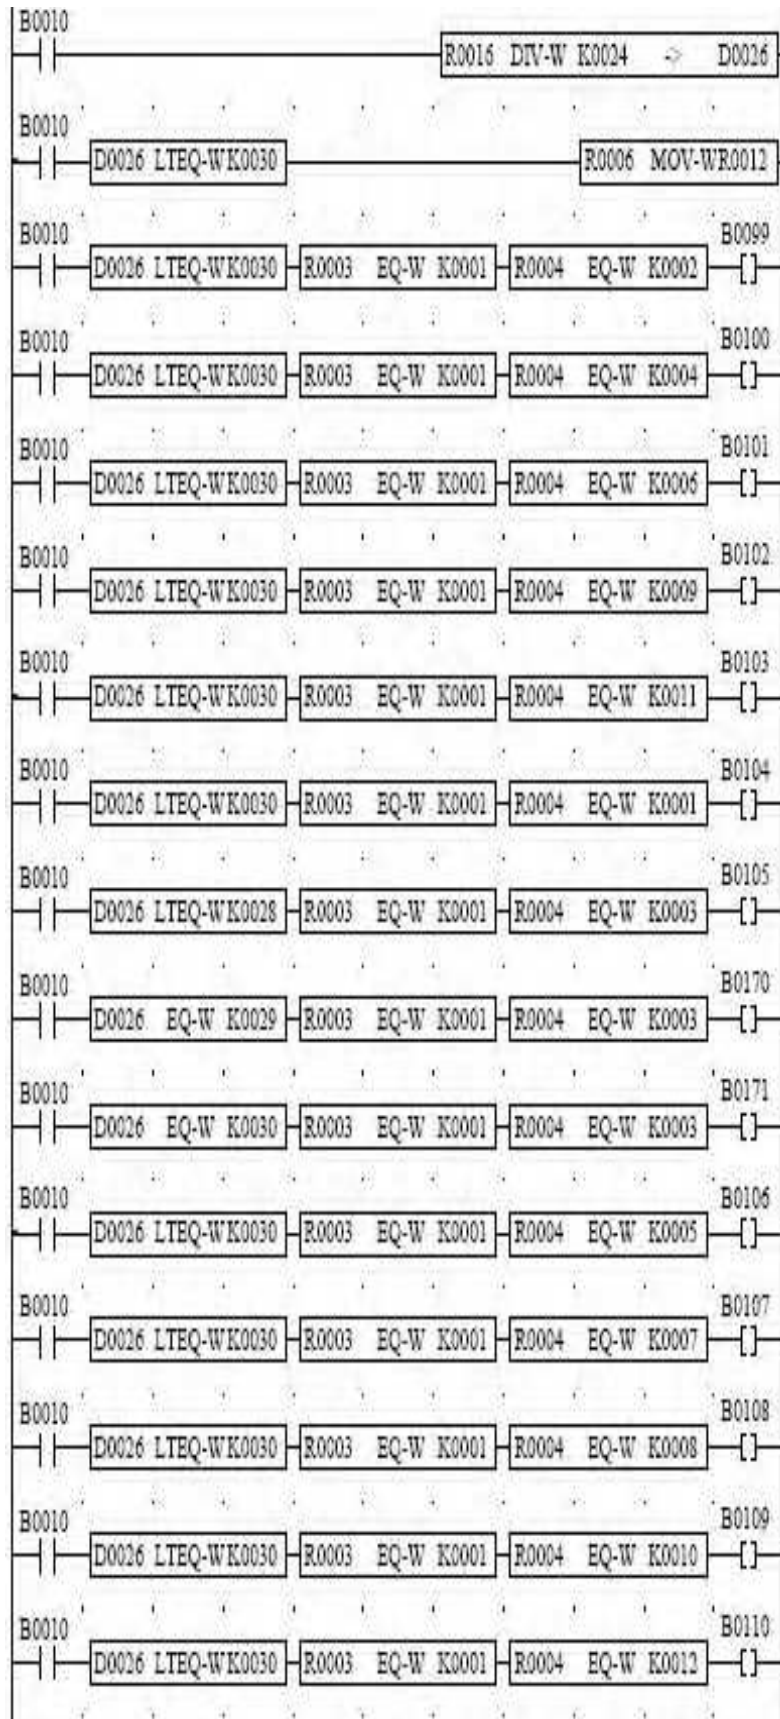 B0010
R0016 DIV-W K0024 -> D0026
B0010
D0026 LTEQ-WK0030 R0006 MOV-WR0012
B0010 B0099
D0026 LTEQ-WK0030 R0003 EQ-W K0001 R0004 EQ-W K0002
B0010 B0100
D0026 LTEQ-WK0030 R0003 EQ-W K0001 R0004 EQ-W K0004
B0010 B0101
D0026 LTEQ-WK0030 R0003 EQ-W K0001 R0004 EQ-W K0006
B0010 B0102
D0026 LTEQ-WK0030 R0003 EQ-W K0001 R0004 EQ-W K0009
B0010 B0103
D0026 LTEQ-WK0030 R0003 EQ-W K0001 R0004 EQ-W K0011
B0010 B0104
D0026 LTEQ-WK0030 R0003 EQ-W K0001 R0004 EQ-W K0001
B0010 B0105
D0026 LTEQ-WK0028 R0003 EQ-W K0001 R0004 EQ-W K0003
B0010 B0170
D0026 EQ-W K0029 R0003 EQ-W K0001 R0004 EQ-W K0003
B0010 B0171
D0026 EQ-W K0030 R0003 EQ-W K0001 R0004 EQ-W K0003
B0010 B0106
D0026 LTEQ-WK0030 R0003 EQ-W K0001 R0004 EQ-W K0005
B0010 B0107
D0026 LTEQ-WK0030 R0003 EQ-W K0001 R0004 EQ-W K0007
B0010 B0108
D0026 LTEQ-WK0030 R0003 EQ-W K0001 R0004 EQ-W K0008
B0010 B0109
D0026 LTEQ-WK0030 R0003 EQ-W K0001 R0004 EQ-W K0010
B0010 B0110
D0026 LTEQ-WK0030 R0003 EQ-W K0001 R0004 EQ-W K0012